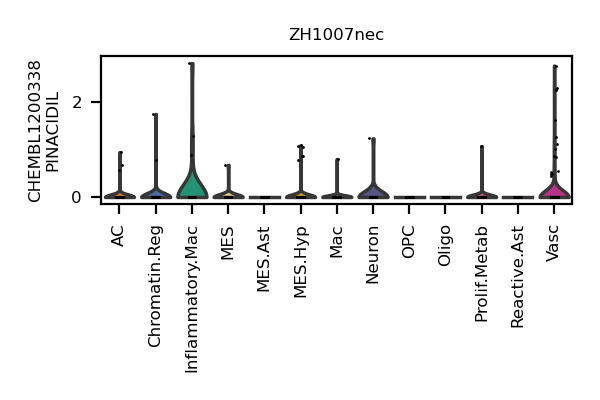 ZH1007nec
CHEMBL1200338
PINACIDIL
2
0
AC
Chromatin.Reg
Inflammatory.Mac
MES
MES.Ast
MES.Hyp
Mac
Neuron
OPC
Oligo
Prolif.Metab
Reactive.Ast
Vasc